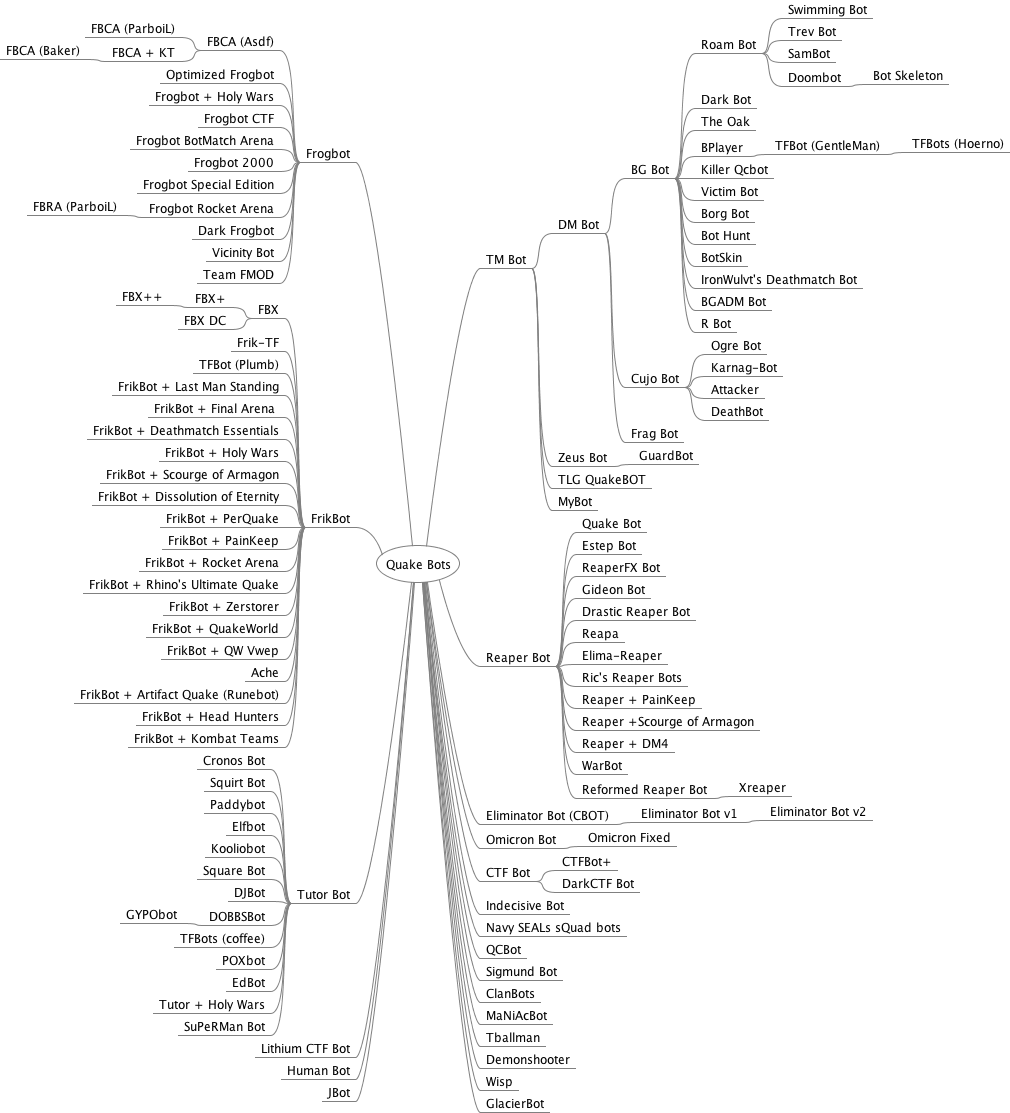 Quake Bots
Frogbot
FBCA (Asdf)
FBCA (ParboiL)
FBCA + KT
FBCA (Baker)
Optimized Frogbot
Frogbot + Holy Wars
Frogbot CTF
Frogbot BotMatch Arena
Frogbot 2000
Frogbot Special Edition
Frogbot Rocket Arena
FBRA (ParboiL)
Dark Frogbot
Vicinity Bot
Team FMOD
FrikBot
FBX
FBX+
FBX++
FBX DC
Frik-TF
TFBot (Plumb)
FrikBot + Last Man Standing
FrikBot + Final Arena
FrikBot + Deathmatch Essentials
FrikBot + Holy Wars
FrikBot + Scourge of Armagon
FrikBot + Dissolution of Eternity
FrikBot + PerQuake
FrikBot + PainKeep
FrikBot + Rocket Arena
FrikBot + Rhino's Ultimate Quake
FrikBot + Zerstorer
FrikBot + QuakeWorld
FrikBot + QW Vwep
Ache
FrikBot + Artifact Quake (Runebot)
FrikBot + Head Hunters
FrikBot + Kombat Teams
Tutor Bot
Cronos Bot
Squirt Bot
Paddybot
Elfbot
Kooliobot
Square Bot
DJBot
DOBBSBot
GYPObot
TFBots (coffee)
POXbot
EdBot
Tutor + Holy Wars
SuPeRMan Bot
Lithium CTF Bot
Human Bot
JBot
TM Bot
DM Bot
BG Bot
Roam Bot
Swimming Bot
Trev Bot
SamBot
Doombot
Bot Skeleton
Dark Bot
The Oak
BPlayer
TFBot (GentleMan)
TFBots (Hoerno)
Killer Qcbot
Victim Bot
Borg Bot
Bot Hunt
BotSkin
IronWulvt's Deathmatch Bot
BGADM Bot
R Bot
Cujo Bot
Ogre Bot
Karnag-Bot
Attacker
DeathBot
Frag Bot
Zeus Bot
GuardBot
TLG QuakeBOT
MyBot
Reaper Bot
Quake Bot
Estep Bot
ReaperFX Bot
Gideon Bot
Drastic Reaper Bot
Reapa
Elima-Reaper
Ric's Reaper Bots
Reaper + PainKeep
Reaper +Scourge of Armagon
Reaper + DM4
WarBot
Reformed Reaper Bot
Xreaper
Eliminator Bot (CBOT)
Eliminator Bot v1
Eliminator Bot v2
Omicron Bot
Omicron Fixed
CTF Bot
CTFBot+
DarkCTF Bot
Indecisive Bot
Navy SEALs sQuad bots
QCBot
Sigmund Bot
ClanBots
MaNiAcBot
Tballman
Demonshooter
Wisp
GlacierBot